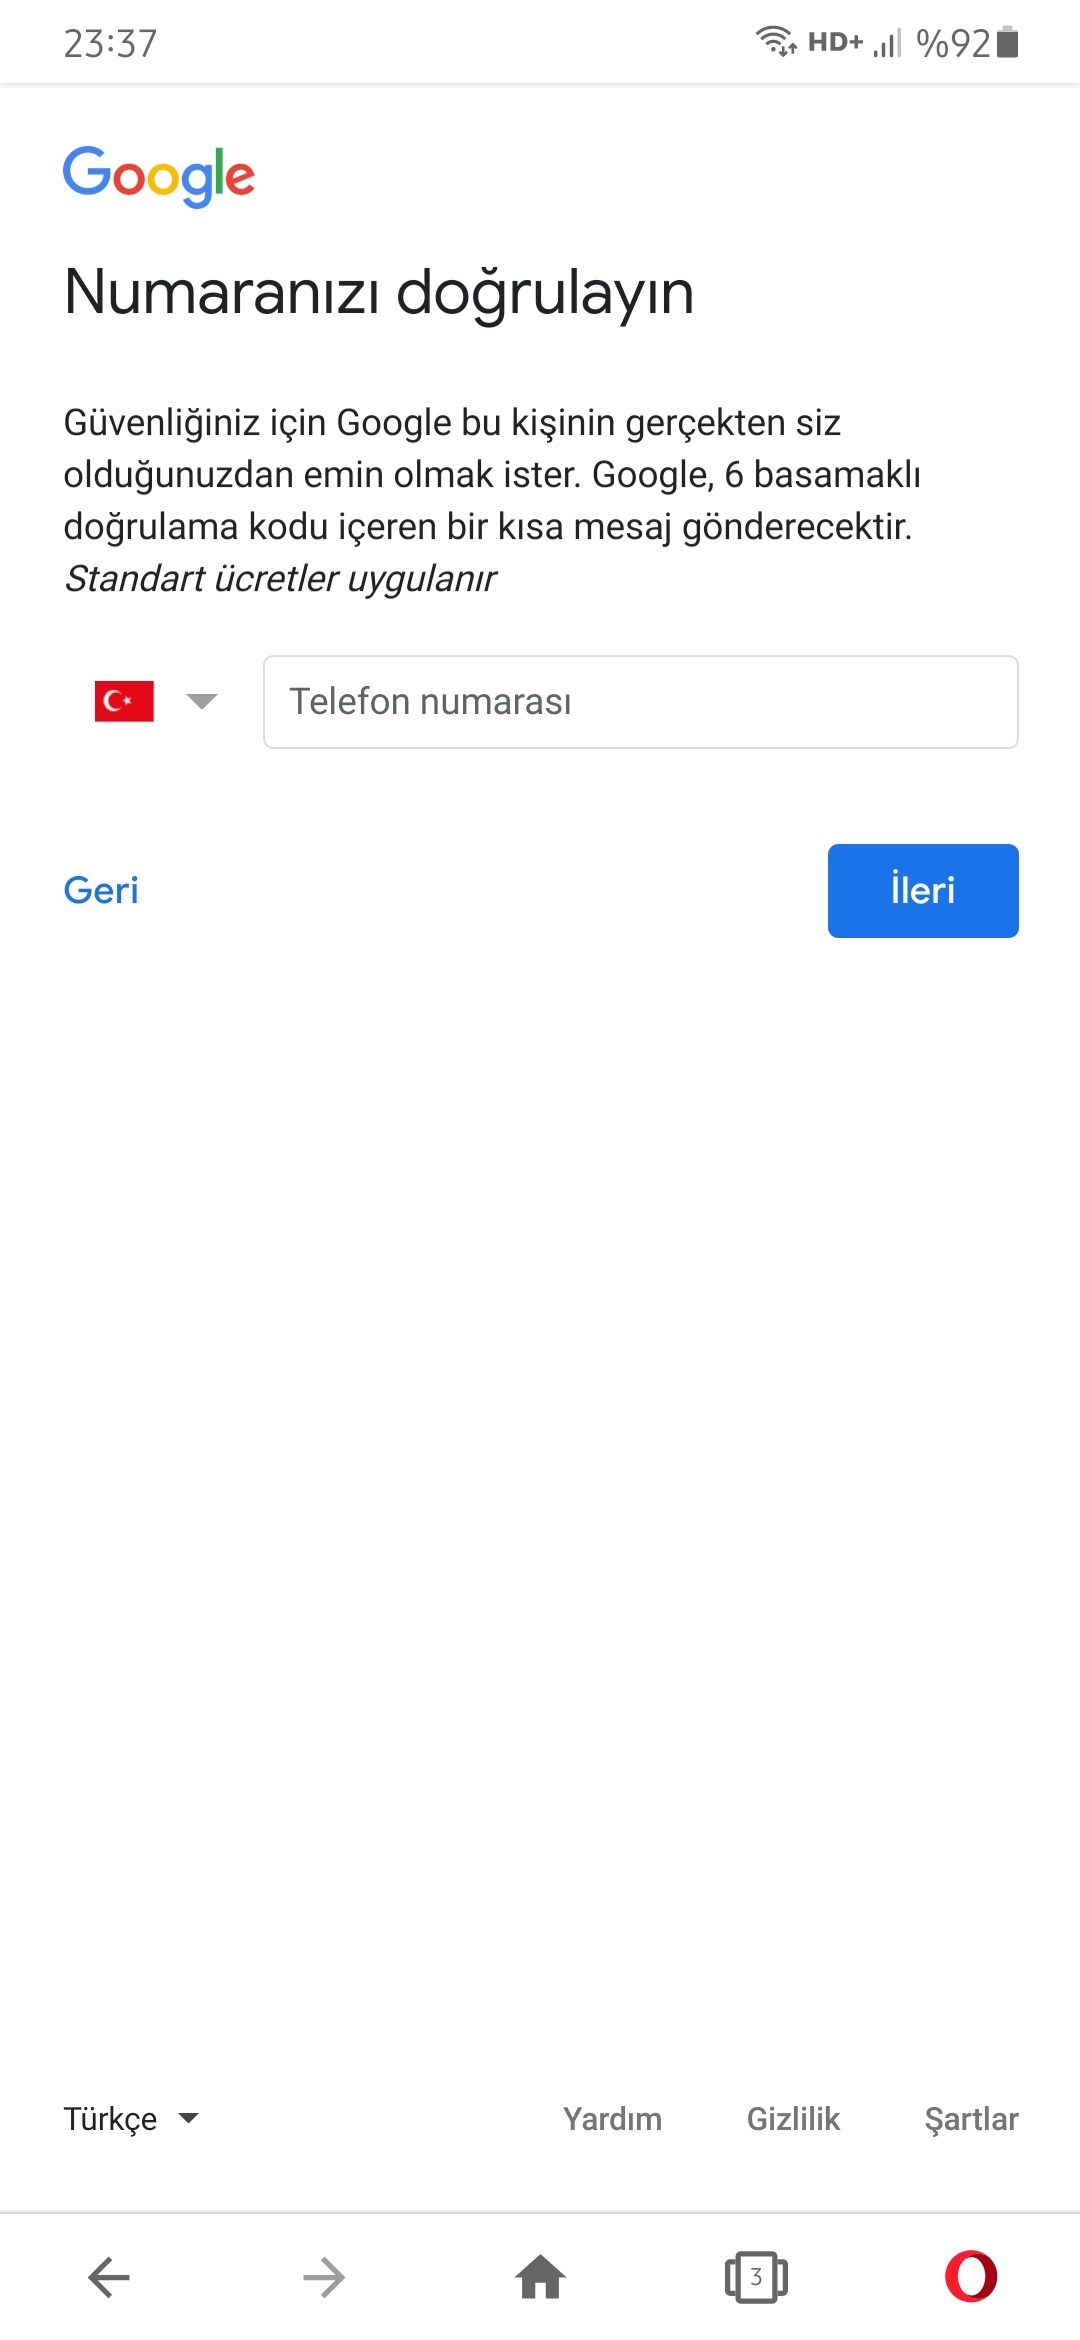 23:37
HD+ %92
Google
Numaranızı doğrulayın
Güvenliğiniz için Google bu kişinin gerçekten siz
olduğunuzdan emin olmak ister. Google, 6 basamaklı
doğrulama kodu içeren bir kısa mesaj gönderecektir.
Standart ücretler uygulanır
Telefon numarası
Geri
İleri
Türkçe
Yardım
Gizlilik
Şartlar
3